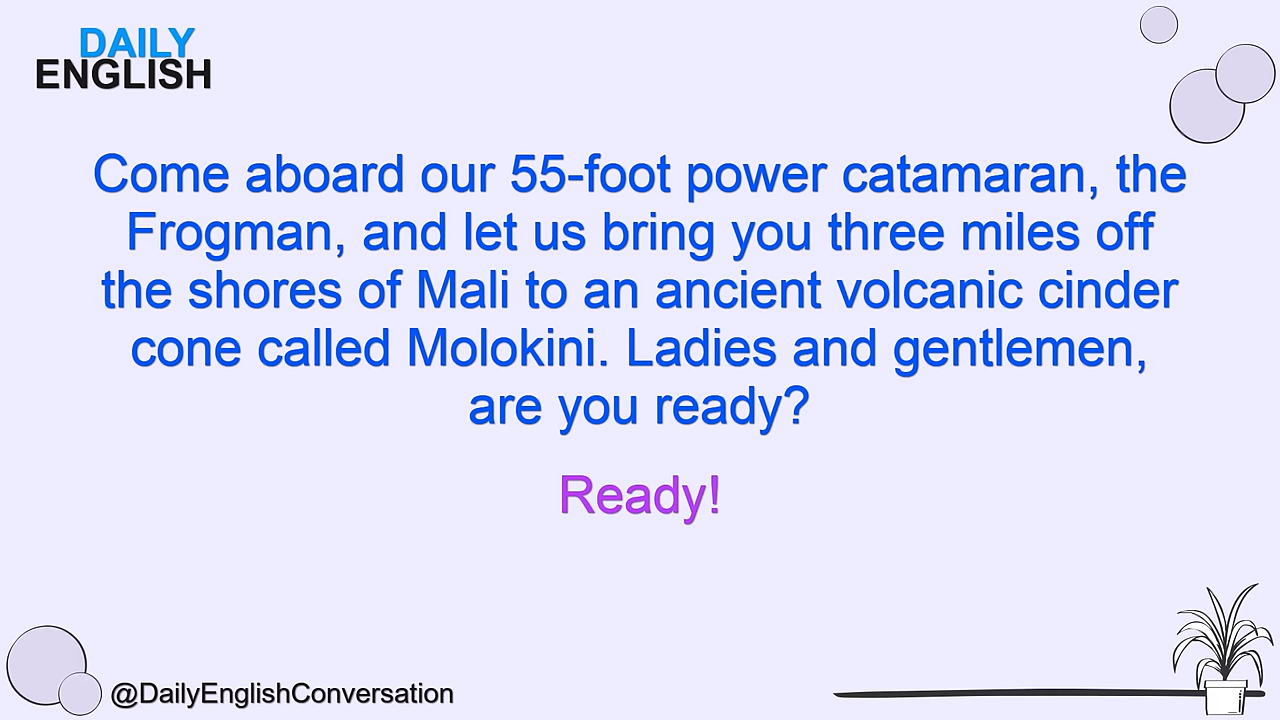 DAILY
ENGLISH
Come aboard our 55-foot power catamaran, the
Frogman, and let us bring you three miles off
the shores of Mali to an ancient volcanic cinder
cone called Molokini. Ladies and gentlemen,
are you ready?
Ready!
@DailyEnglishConversation